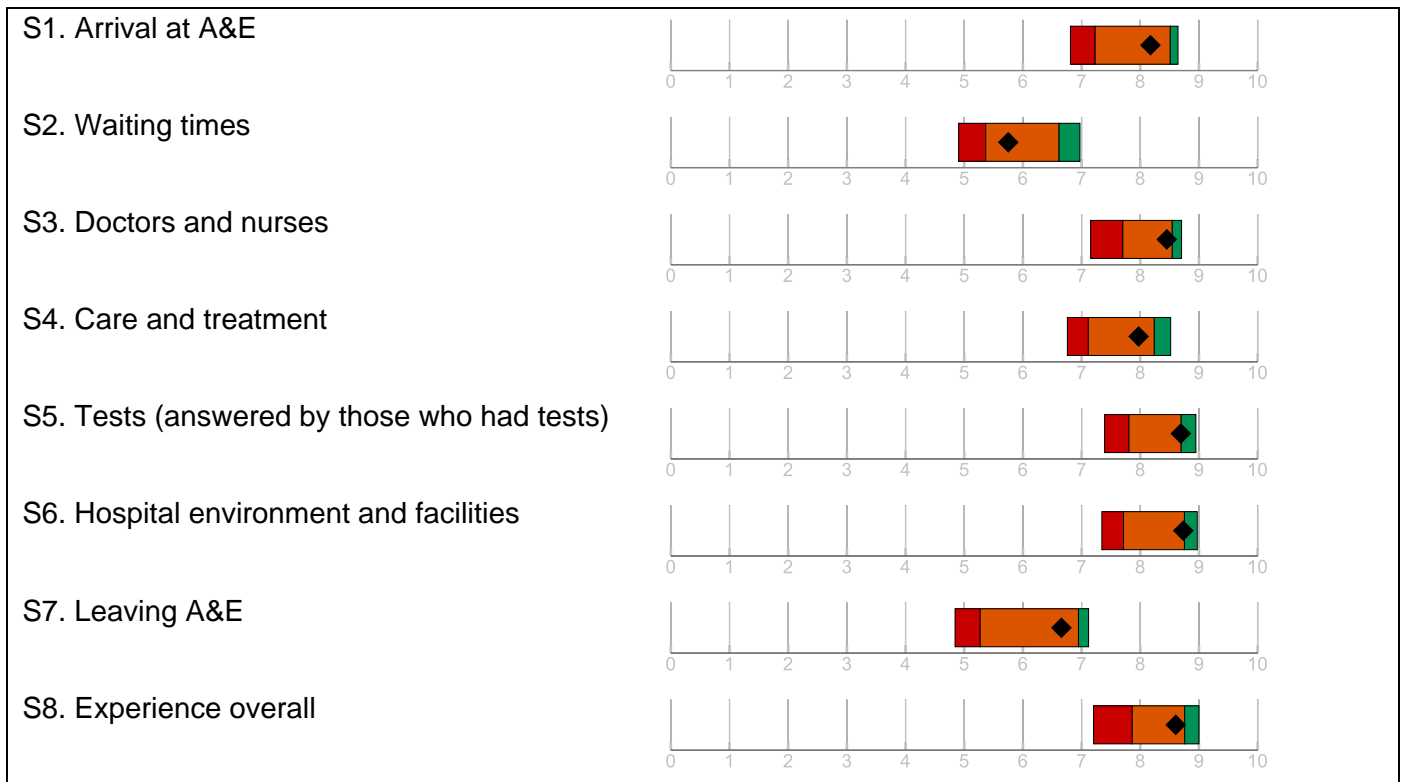 S1. Arrival at A&E
0 1 2 3 4 5 6 7 8 9 10
S2. Waiting times
0 1 2 3 4 5 6 7 8 9 10
S3. Doctors and nurses
0 1 2 3 4 5 6 7 8 9 10
S4. Care and treatment
0 1 2 3 4 5 6 7 8 9 10
S5. Tests (answered by those who had tests)
0 1 2 3 4 5 6 7 8 9 10
S6. Hospital environment and facilities
0 1 2 3 4 5 6 7 8 9 10
S7. Leaving A&E
0 1 2 3 4 5 6 7 8 9 10
S8. Experience overall
0 1 2 3 4 5 6 7 8 9 10